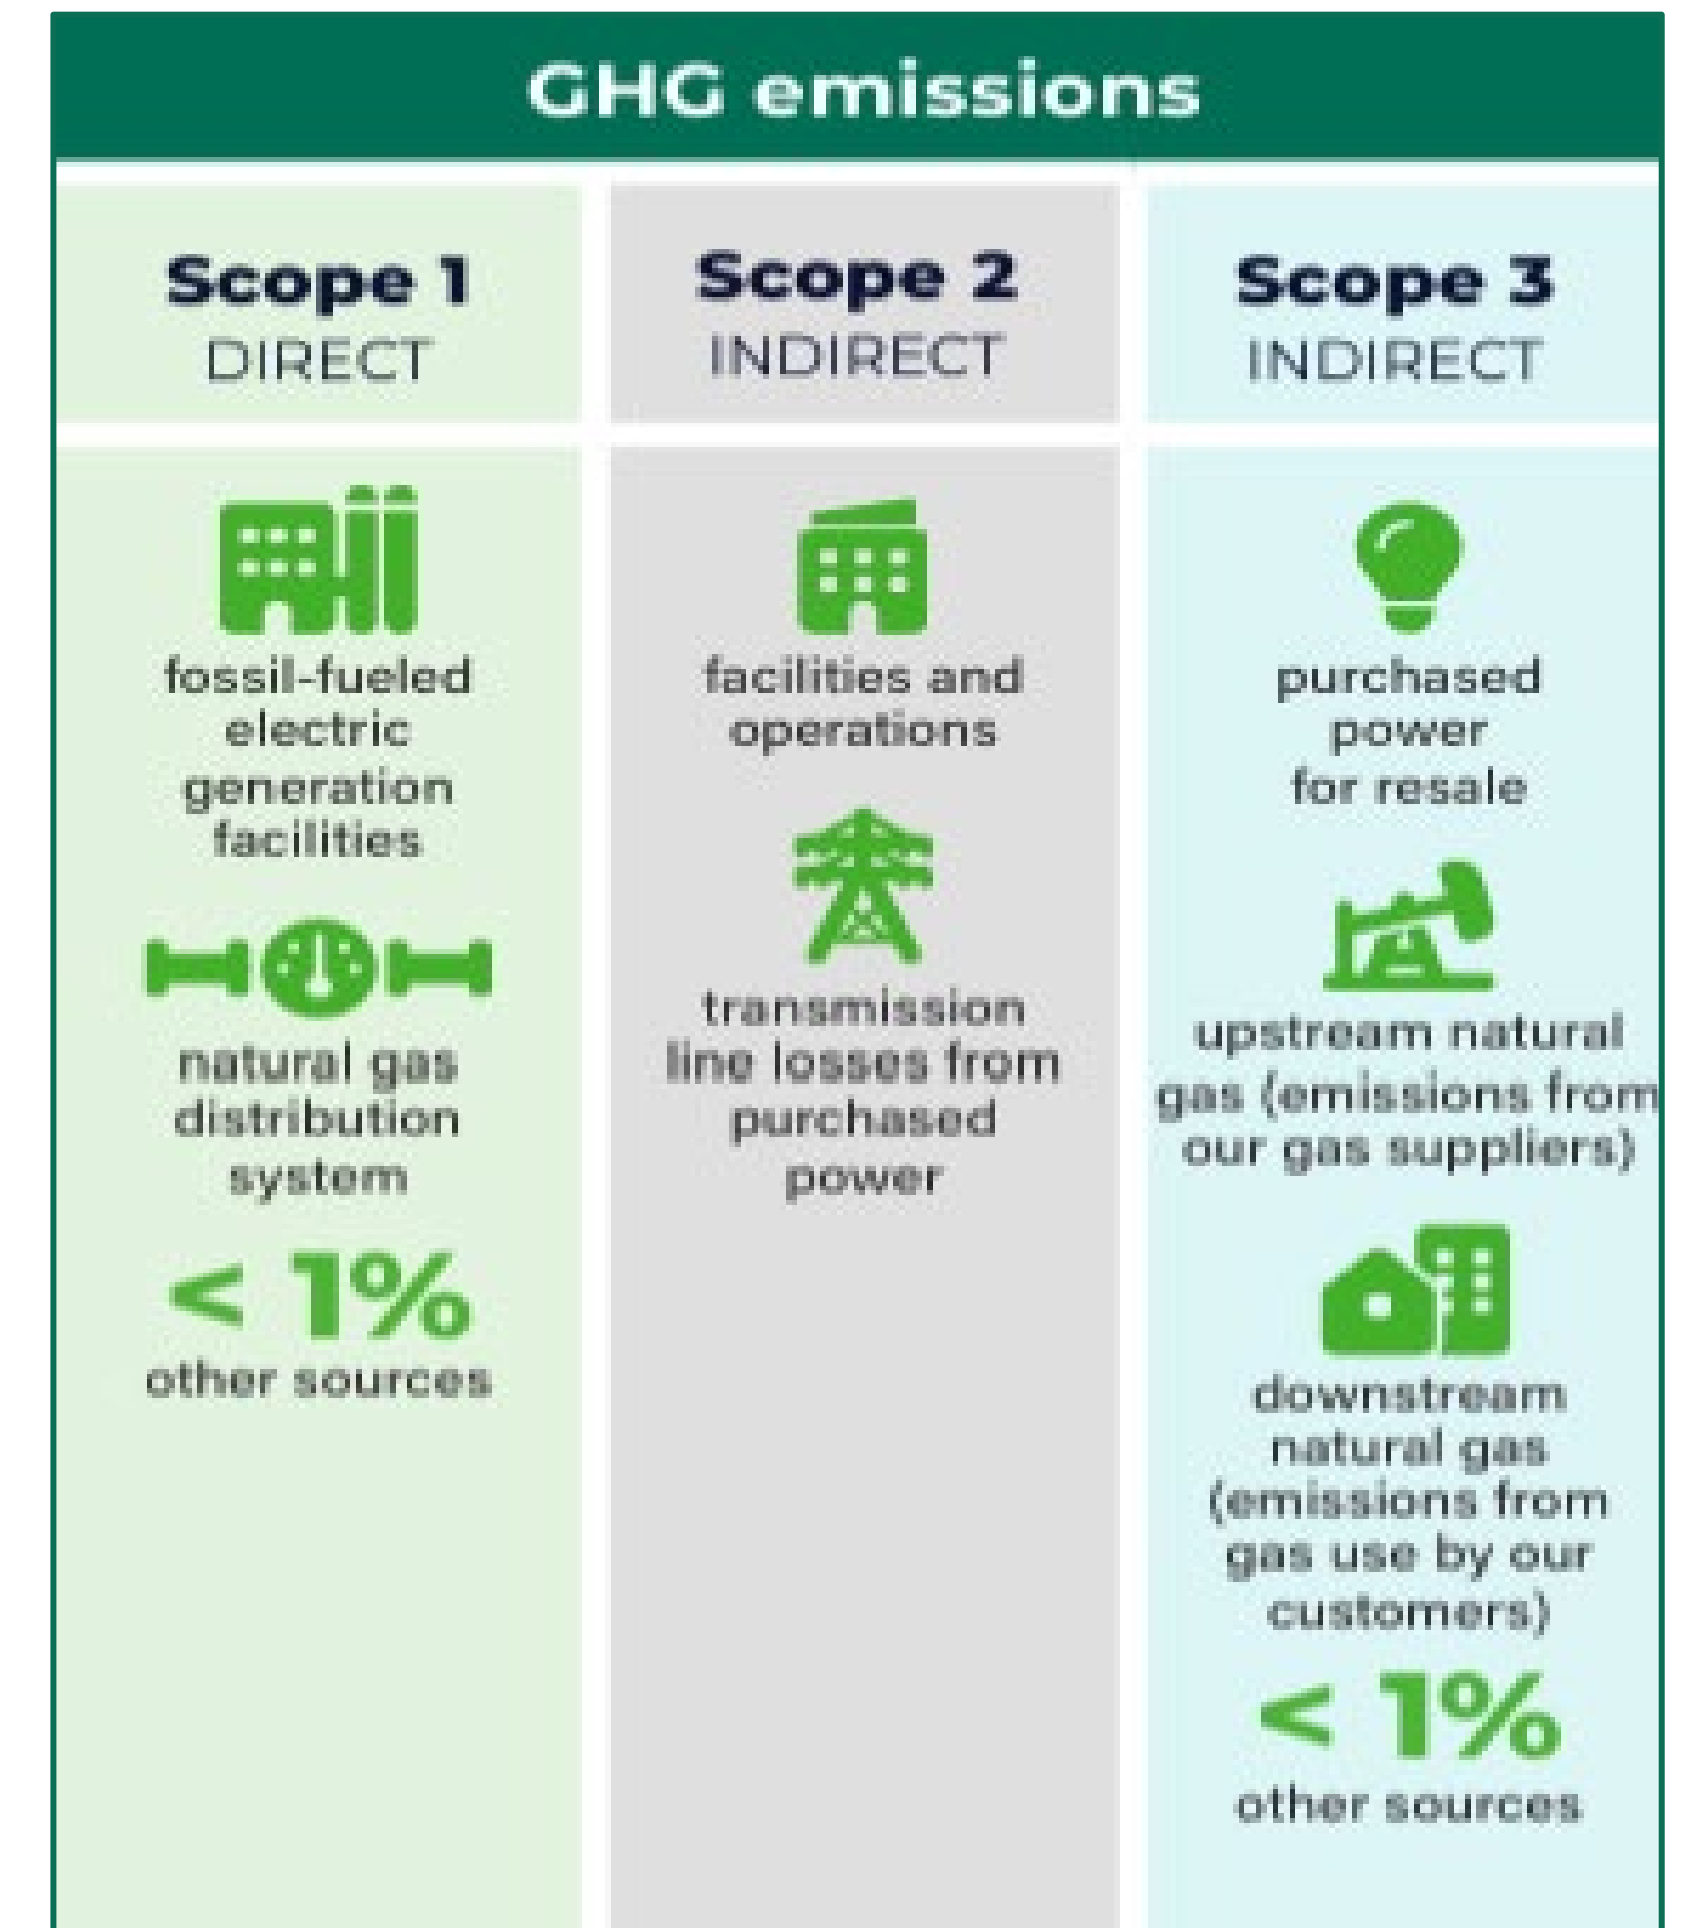 GHG emissions
Scope 1
DIRECT
Scope 2
INDIRECT
Scope 3
INDIRECT
fossil-fueled
electric
generation
facilities
natural gas
distribution
system
< 1%
other sources
facilities and
operations
transmission
line losses from
purchased
power
purchased
power
for resale
upstream natural
gas (emissions from
our gas suppliers)
downstream
natural gas
(emissions from
gas use by our
customers)
< 1%
other sources